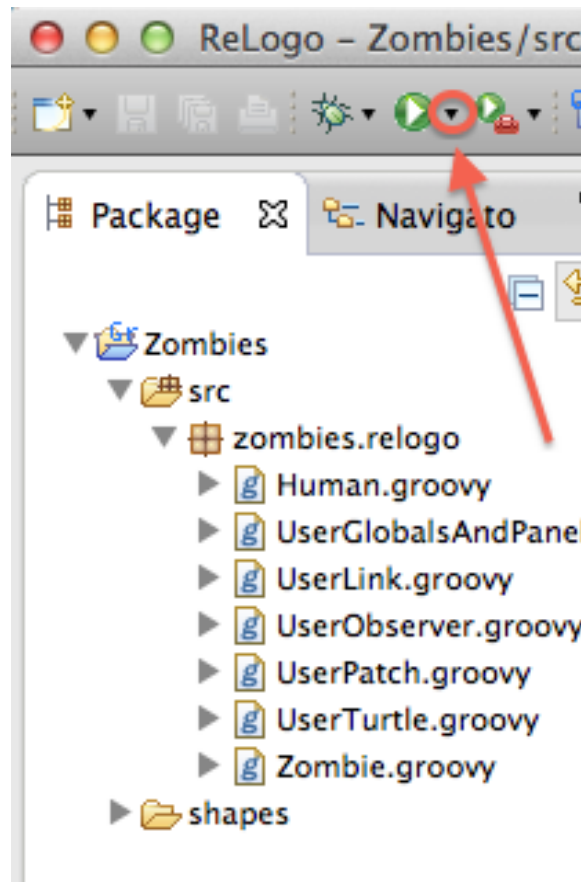 ReLogo – Zombies/src
Package Navigato
Zombies
src
zombies.relogo
Human.groovy
UserGlobalsAndPanel
UserLink.groovy
UserObserver.groovy
UserPatch.groovy
UserTurtle.groovy
Zombie.groovy
shapes